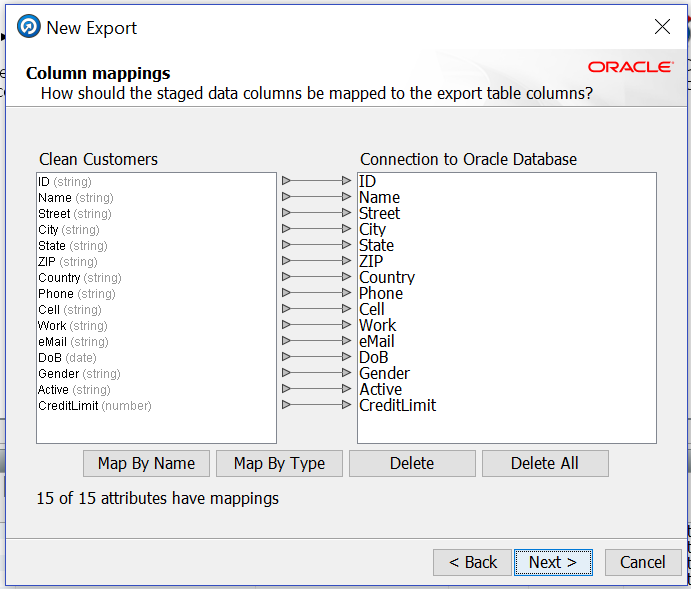 New Export
ORACLE
Column mappings
How should the staged data columns be mapped to the export table columns?
Clean Customers
Connection to Oracle Database
ID (string)
ID
Name (string)
Name
Street (string)
Street
City (string)
City
State (string)
State
ZIP (string)
ZIP
Country (string)
Country
Phone (string)
Phone
Cell (string)
Cell
Work (string)
Work
eMail (string)
eMail
DoB (date)
DoB
Gender (string)
Gender
Active (string)
Active
CreditLimit (number)
CreditLimit
Map By Name
Map By Type
Delete
Delete All
15 of 15 attributes have mappings
< Back
Next >
Cancel